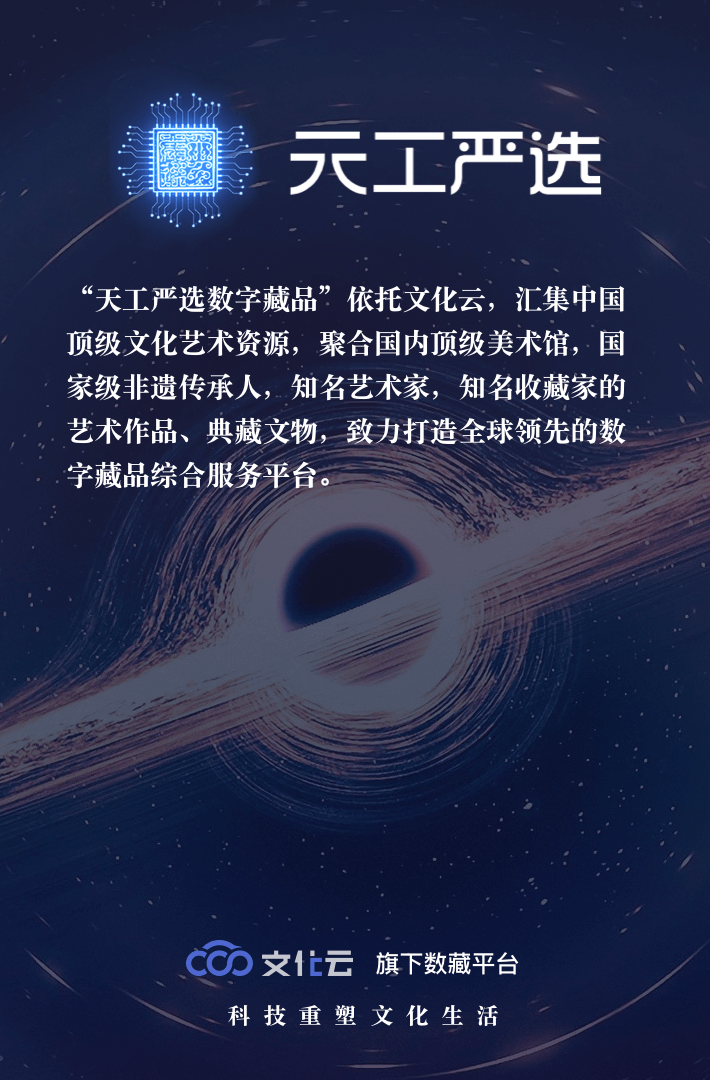 天工严选
“天工严选数字藏品”依托文化云，汇集中国
顶级文化艺术资源，聚合国内顶级美术馆，国
家级非遗传承人，知名艺术家，知名收藏家的
艺术作品、典藏文物，致力打造全球领先的数
字藏品综合服务平台。
文化云 旗下数藏平台
科技重塑文化生活